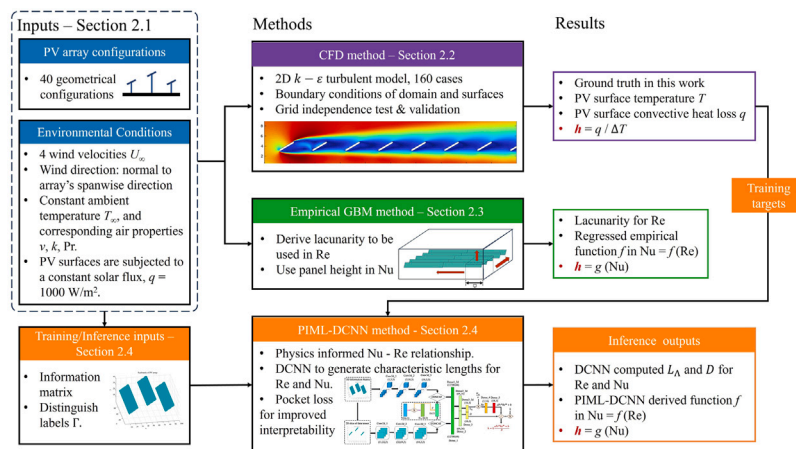 Inputs – Section 2.1
Methods
Results
PV array configurations
40 geometrical
configurations
Environmental Conditions
4 wind velocities U∞
Wind direction: normal to
array's spanwise direction
Constant ambient
temperature T∞, and
corresponding air properties
ν, k, Pr.
PV surfaces are subjected to
a constant solar flux, q =
1000 W/m².
CFD method – Section 2.2
2D k − ε turbulent model, 160 cases
Boundary conditions of domain and surfaces
Grid independence test & validation
Ground truth in this work
PV surface temperature T
PV surface convective heat loss q
h = q / ΔT
Training
targets
Empirical GBM method – Section 2.3
Derive lacunarity to be
used in Re
Use panel height in Nu
Lacunarity for Re
Regressed empirical
function f in Nu = f (Re)
h = g (Nu)
Training/Inference inputs –
Section 2.4
Information
matrix
Distinguish
labels Γ.
PIML-DCNN method - Section 2.4
Physics informed Nu - Re relationship.
DCNN to generate characteristic lengths for
Re and Nu.
Pocket loss
for improved
interpretability
Inference outputs
DCNN computed LΛ and D for
Re and Nu
PIML-DCNN derived function f
in Nu = f (Re)
h = g (Nu)